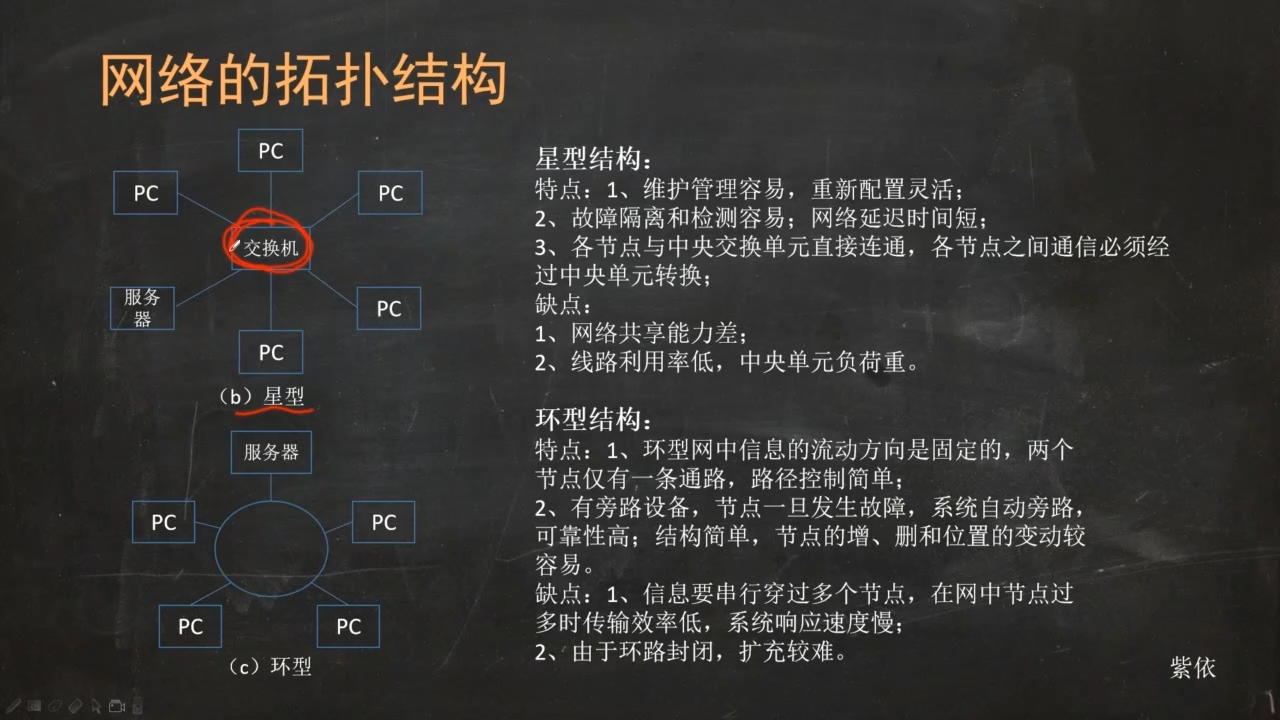 网络的拓扑结构
PC
PC
PC
交换机
服务
器
PC
PC
（b）星型
服务器
PC
PC
PC
PC
（c）环型
星型结构：
特点：1、维护管理容易，重新配置灵活；
2、故障隔离和检测容易；网络延迟时间短；
3、各节点与中央交换单元直接连通，各节点之间通信必须经
过中央单元转换；
缺点：
1、网络共享能力差；
2、线路利用率低，中央单元负荷重。
环型结构：
特点：1、环型网中信息的流动方向是固定的，两个
节点仅有一条通路，路径控制简单；
2、有旁路设备，节点一旦发生故障，系统自动旁路，
可靠性高；结构简单，节点的增、删和位置的变动较
容易。
缺点：1、信息要串行穿过多个节点，在网中节点过
多时传输效率低，系统响应速度慢；
2、由于环路封闭，扩充较难。
紫依